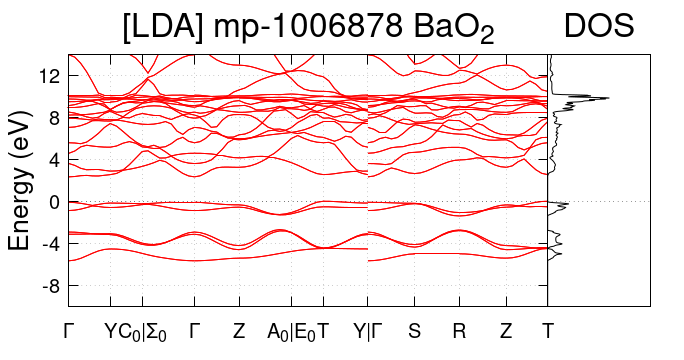 [LDA] mp-1006878 BaO₂ DOS
Energy (eV)
12
8
4
0
-4
-8
Γ Y C₀|Σ₀ Γ Z A₀|E₀ T Y|Γ S R Z T